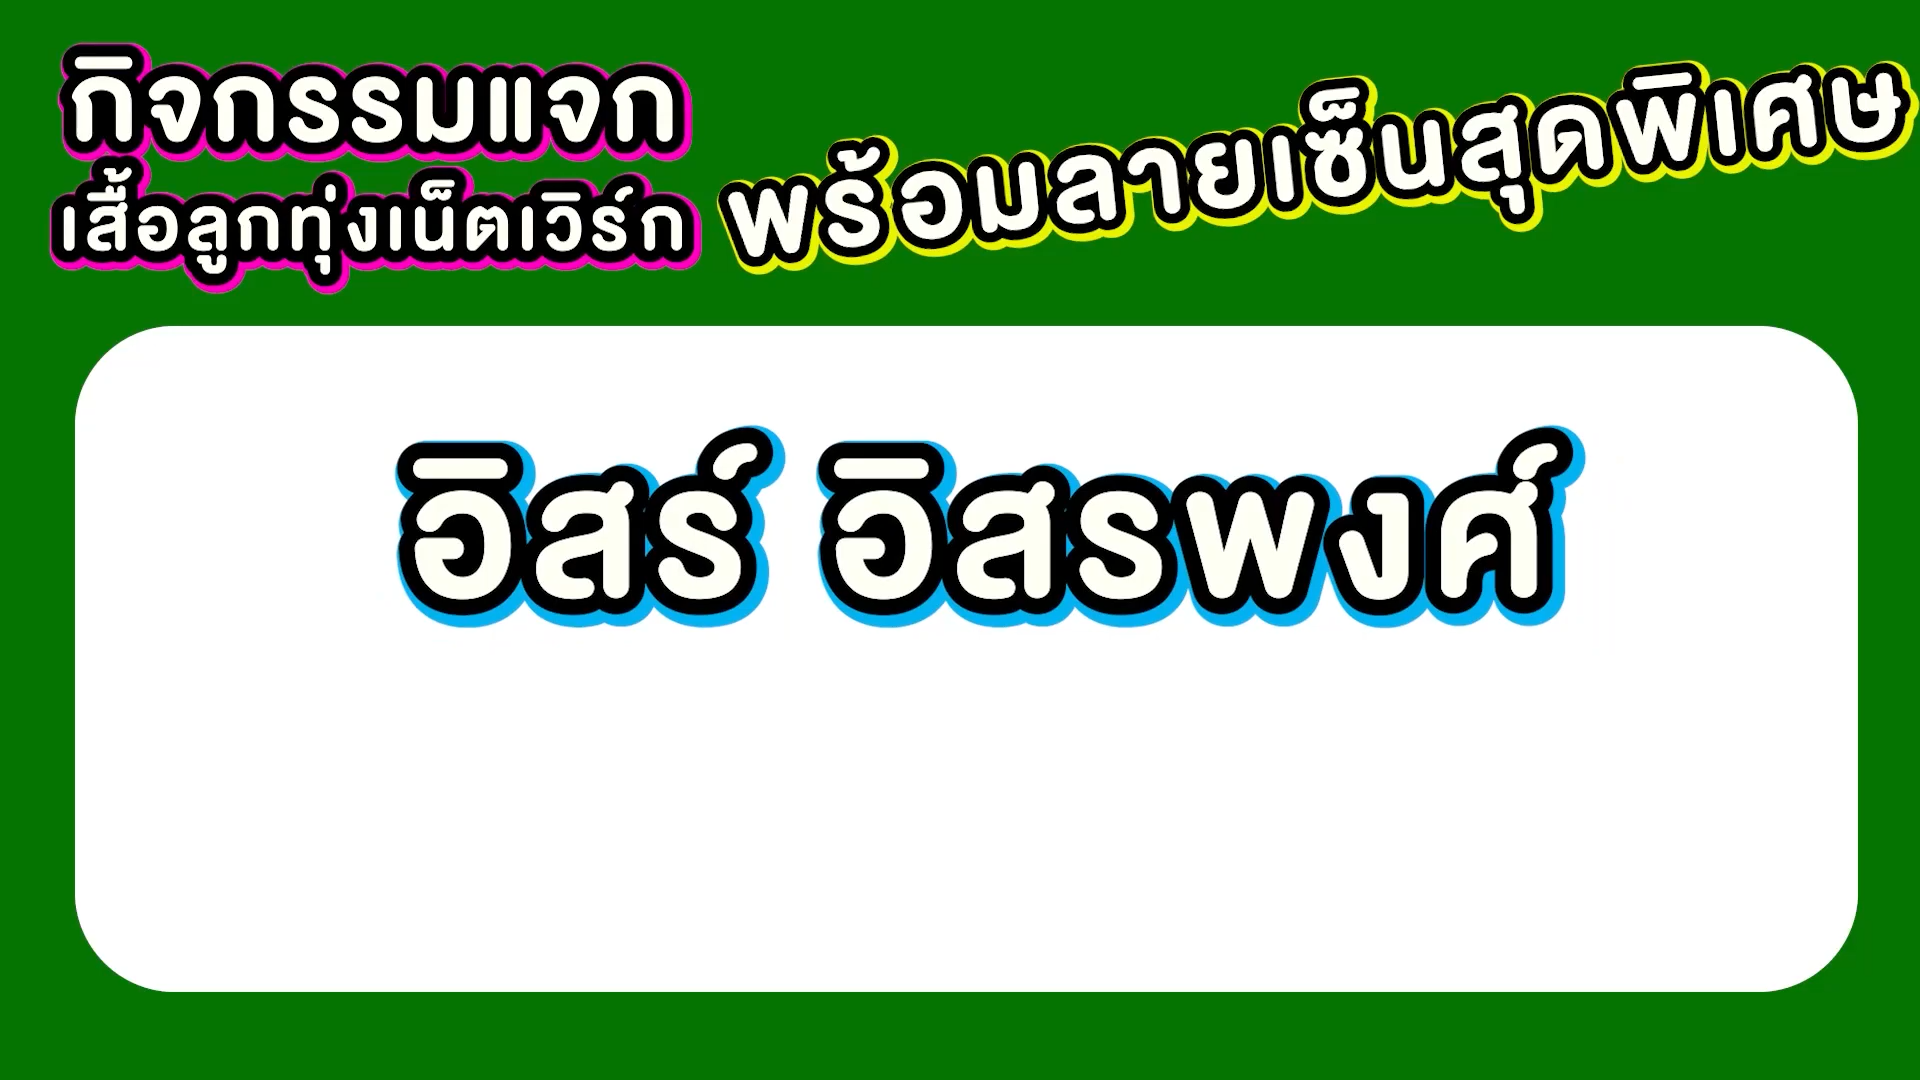 กิจกรรมแจก
เสื้อลูกทุ่งเน็ตเวิร์ก
พร้อมลายเซ็นสุดพิเศษ
อิสร์ อิสรพงศ์